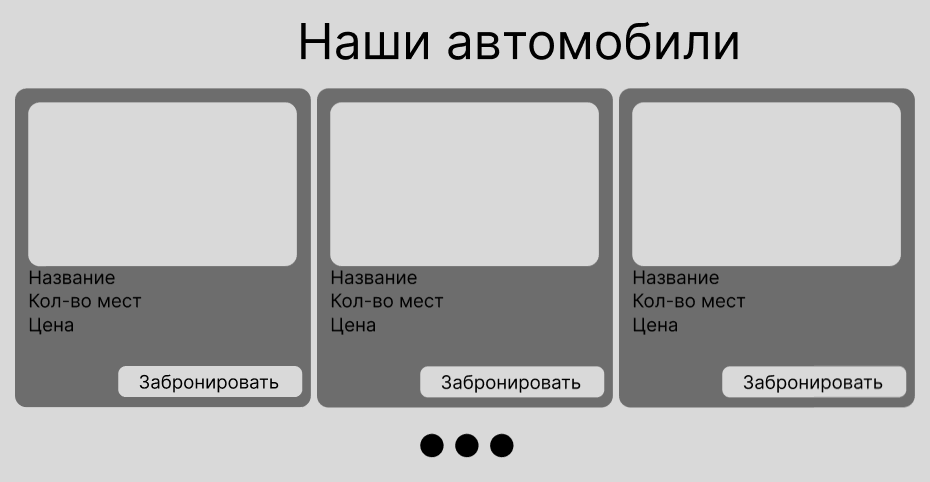 Наши автомобили
Название
Кол-во мест
Цена
Забронировать
Название
Кол-во мест
Цена
Забронировать
Название
Кол-во мест
Цена
Забронировать